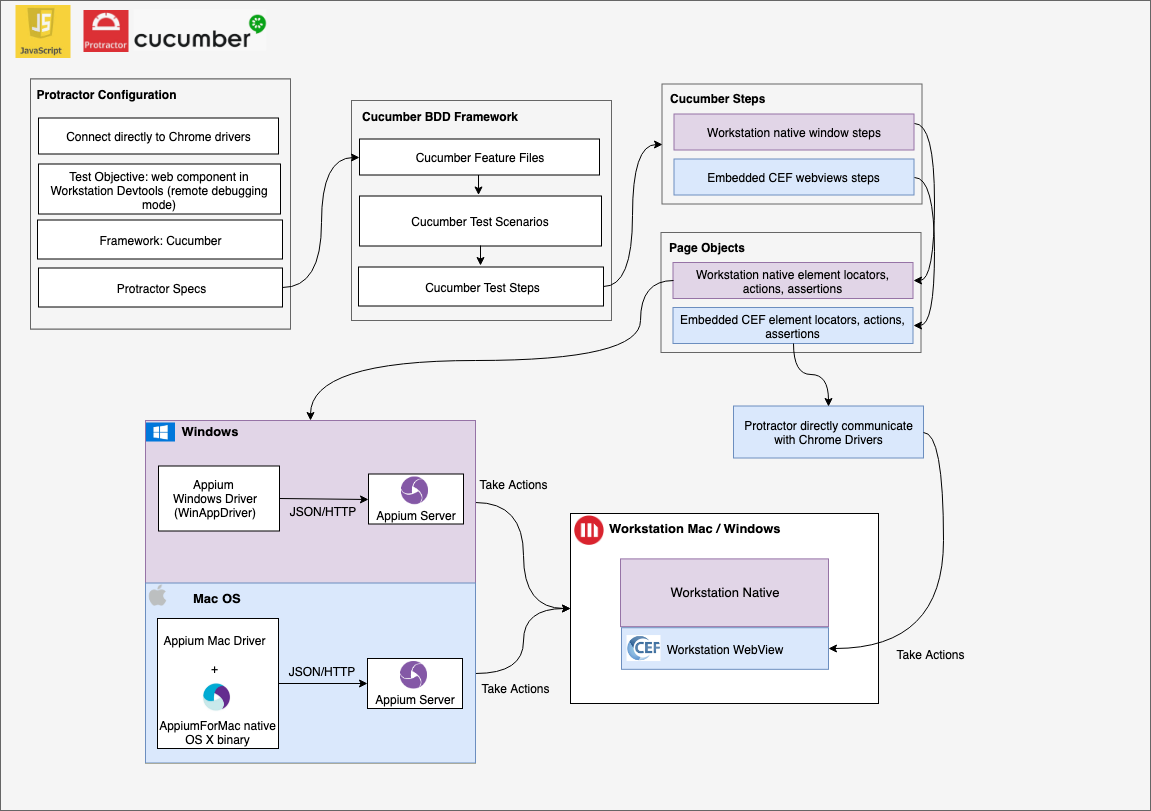 JS
JavaScript
Protractor
cucumber
Protractor Configuration
Connect directly to Chrome drivers
Test Objective: web component in
Workstation Devtools (remote debugging
mode)
Framework: Cucumber
Protractor Specs
Cucumber BDD Framework
Cucumber Feature Files
Cucumber Test Scenarios
Cucumber Test Steps
Cucumber Steps
Workstation native window steps
Embedded CEF webviews steps
Page Objects
Workstation native element locators,
actions, assertions
Embedded CEF element locators, actions,
assertions
Protractor directly communicate
with Chrome Drivers
Windows
Appium
Windows Driver
(WinAppDriver)
JSON/HTTP
Appium Server
Take Actions
Mac OS
Appium Mac Driver
+
AppiumForMac native
OS X binary
JSON/HTTP
Appium Server
Take Actions
Workstation Mac / Windows
Workstation Native
CEF
Workstation WebView
Take Actions